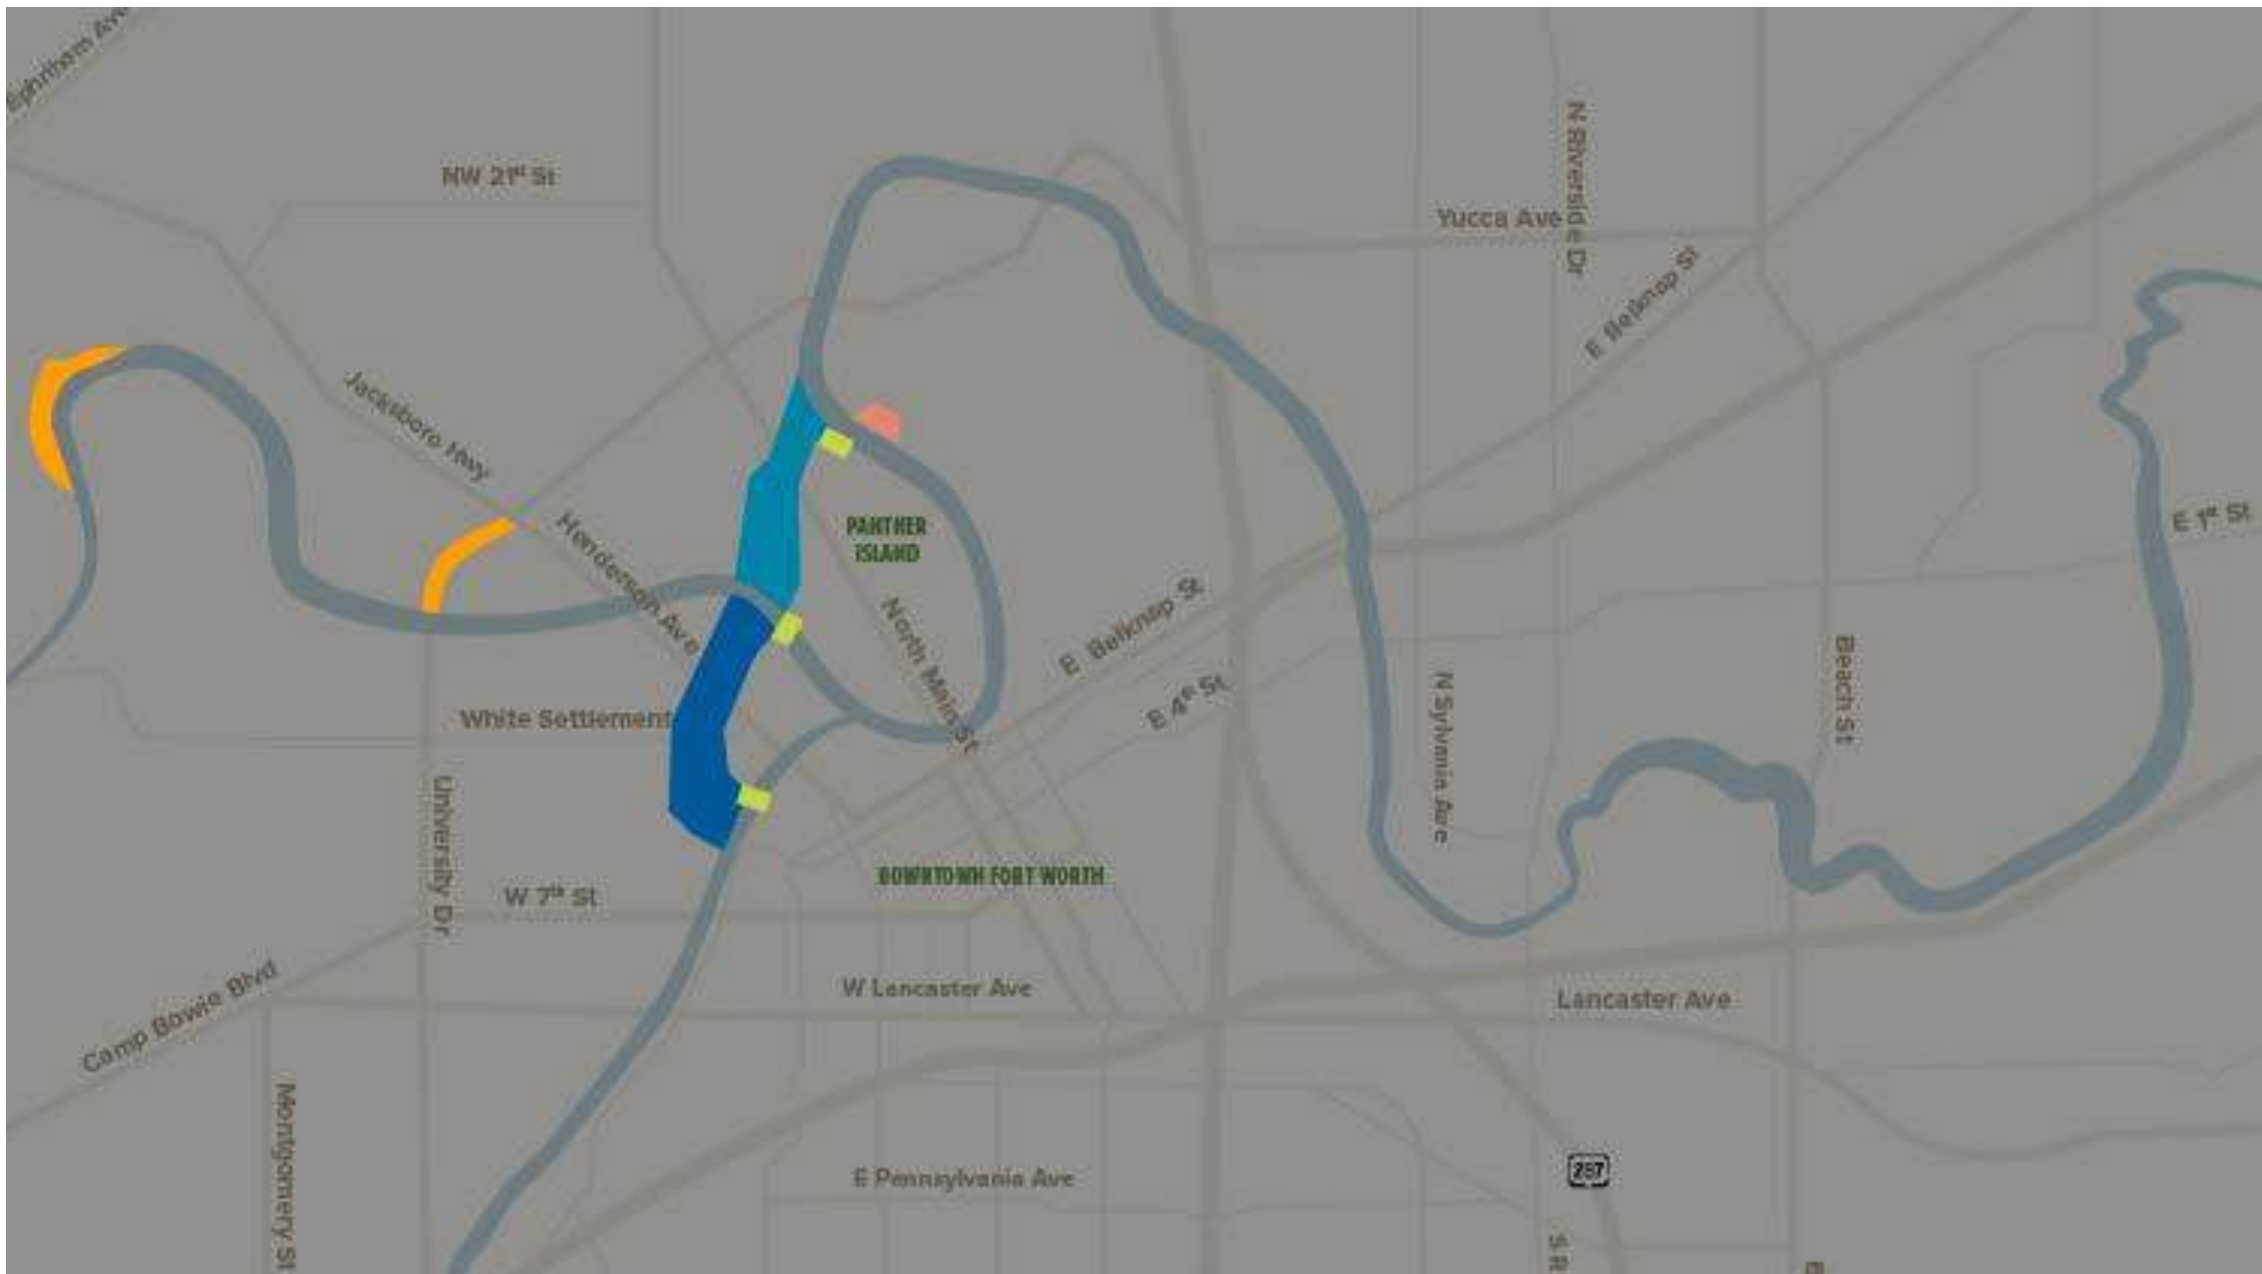 Ephriham Ave
NW 21st St
N Riverside Dr
Yucca Ave
E Belknap St
Jacksboro Hwy
Henderson Ave
PANTHER
ISLAND
E 1st St
North Main St
E Belknap St
E 4th St
Beach St
White Settlement
N Sylvania Ave
University Dr
DOWNTOWN FORT WORTH
W 7th St
W Lancaster Ave
Lancaster Ave
Camp Bowie Blvd
Montgomery St
E Pennsylvania Ave
287
S R
E